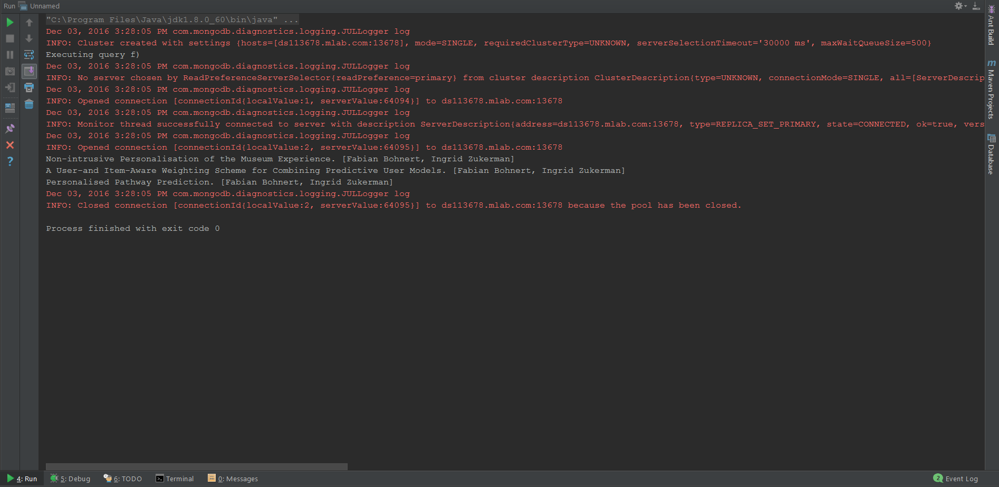 Run Unnamed
"C:\Program Files\Java\jdk1.8.0_60\bin\java" ...
Dec 03, 2016 3:28:05 PM com.mongodb.diagnostics.logging.JULLogger log
INFO: Cluster created with settings {hosts=[ds113678.mlab.com:13678], mode=SINGLE, requiredClusterType=UNKNOWN, serverSelectionTimeout='30000 ms', maxWaitQueueSize=500}
Executing query f)
Dec 03, 2016 3:28:05 PM com.mongodb.diagnostics.logging.JULLogger log
INFO: No server chosen by ReadPreferenceServerSelector{readPreference=primary} from cluster description ClusterDescription{type=UNKNOWN, connectionMode=SINGLE, all=[ServerDescrip
Dec 03, 2016 3:28:05 PM com.mongodb.diagnostics.logging.JULLogger log
INFO: Opened connection [connectionId{localValue:1, serverValue:64094}] to ds113678.mlab.com:13678
Dec 03, 2016 3:28:05 PM com.mongodb.diagnostics.logging.JULLogger log
INFO: Monitor thread successfully connected to server with description ServerDescription{address=ds113678.mlab.com:13678, type=REPLICA_SET_PRIMARY, state=CONNECTED, ok=true, vers
Dec 03, 2016 3:28:05 PM com.mongodb.diagnostics.logging.JULLogger log
INFO: Opened connection [connectionId{localValue:2, serverValue:64095}] to ds113678.mlab.com:13678
Non-intrusive Personalisation of the Museum Experience. [Fabian Bohnert, Ingrid Zukerman]
A User-and Item-Aware Weighting Scheme for Combining Predictive User Models. [Fabian Bohnert, Ingrid Zukerman]
Personalised Pathway Prediction. [Fabian Bohnert, Ingrid Zukerman]
Dec 03, 2016 3:28:05 PM com.mongodb.diagnostics.logging.JULLogger log
INFO: Closed connection [connectionId{localValue:2, serverValue:64095}] to ds113678.mlab.com:13678 because the pool has been closed.
Process finished with exit code 0
Ant Build
m Maven Projects
Database
4: Run 5: Debug 6: TODO Terminal 0: Messages 2 Event Log